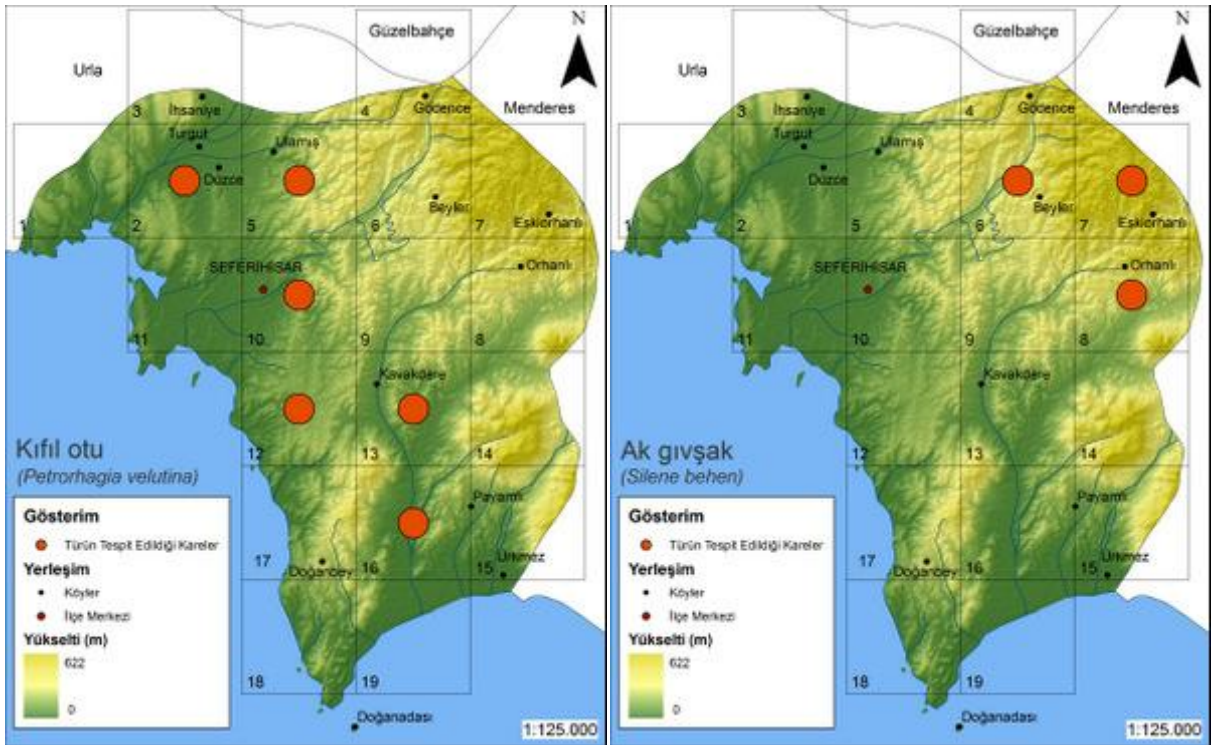 N
Güzelbahçe
Urla
3
4
İhsaniye
Gödence
Menderes
Turgut
Ulamış
Düzce
Beyler
1
2
5
6
7
Eskiorhanlı
SEFERİHİSAR
Orhanlı
11
10
9
8
Kavakdere
Kıfıl otu
(Petrorhagia velutina)
12
13
14
Payamlı
Gösterim
Türün Tespit Edildiği Kareler
Yerleşim
Köyler
İlçe Merkezi
Yükselti (m)
622
0
17
Doğanbey
16
15
Ürkmez
18
19
Doğanadası
1:125.000
N
Güzelbahçe
Urla
3
4
İhsaniye
Gödence
Menderes
Turgut
Ulamış
Düzce
Beyler
1
2
5
6
7
Eskiorhanlı
SEFERİHİSAR
Orhanlı
11
10
9
8
Kavakdere
Ak gıvşak
(Silene behen)
12
13
14
Payamlı
Gösterim
Türün Tespit Edildiği Kareler
Yerleşim
Köyler
İlçe Merkezi
Yükselti (m)
622
0
17
Doğanbey
16
15
Ürkmez
18
19
Doğanadası
1:125.000